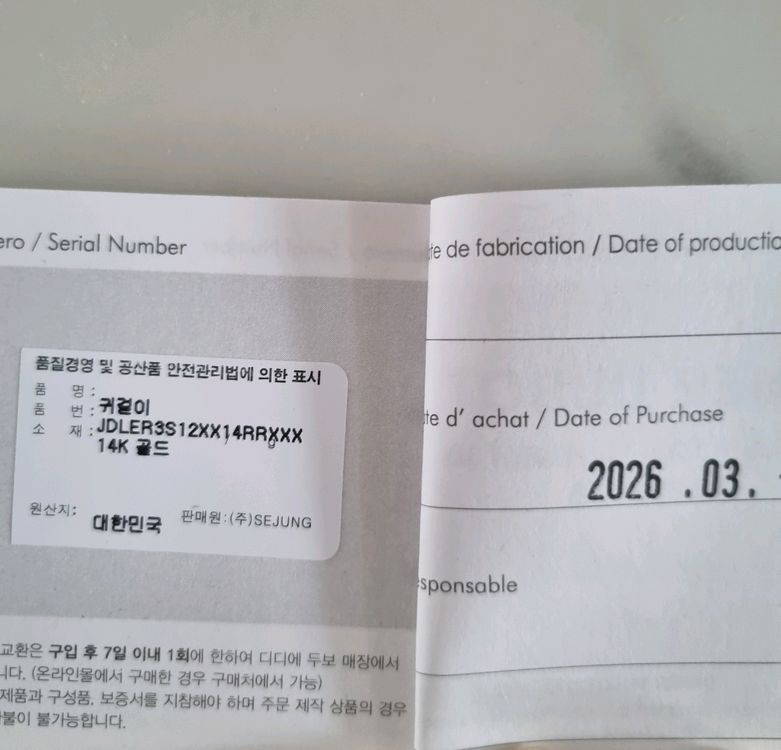 ero / Serial Number
품질경영 및 공산품 안전관리법에 의한 표시
품 명 :
품 번 : 귀걸이
소 재 : JDLER3S12XX14RRXXX
14K 골드
원산지: 대한민국 판매원:(주)SEJUNG
교환은 구입 후 7일 이내 1회에 한하여 디디에 두보 매장에서
니다. (온라인몰에서 구매한 경우 구매처에서 가능)
제품과 구성품, 보증서를 지참해야 하며 주문 제작 상품의 경우
불이 불가능합니다.
te de fabrication / Date of productio
te d' achat / Date of Purchase
2026 .03.
sponsable